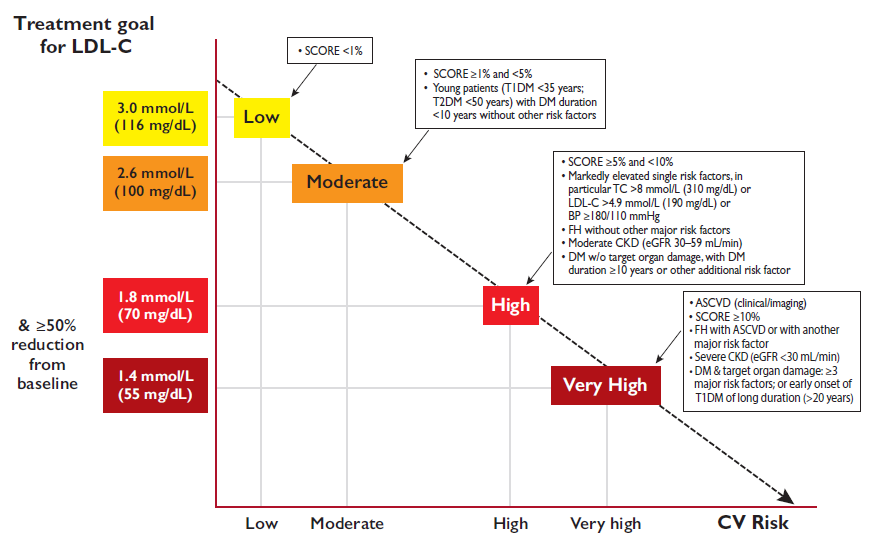 Treatment goal
for LDL-C
• SCORE <1%
• SCORE ≥1% and <5%
• Young patients (T1DM <35 years;
T2DM <50 years) with DM duration
<10 years without other risk factors
3.0 mmol/L
(116 mg/dL)
Low
2.6 mmol/L
(100 mg/dL)
Moderate
• SCORE ≥5% and <10%
• Markedly elevated single risk factors, in
particular TC >8 mmol/L (310 mg/dL) or
LDL-C >4.9 mmol/L (190 mg/dL) or
BP ≥180/110 mmHg
• FH without other major risk factors
• Moderate CKD (eGFR 30–59 mL/min)
• DM w/o target organ damage, with DM
duration ≥10 years or other additional risk factor
1.8 mmol/L
(70 mg/dL)
High
• ASCVD (clinical/imaging)
• SCORE ≥10%
• FH with ASCVD or with another
major risk factor
• Severe CKD (eGFR <30 mL/min)
• DM & target organ damage: ≥3
major risk factors; or early onset of
T1DM of long duration (>20 years)
& ≥50%
reduction
from
baseline
1.4 mmol/L
(55 mg/dL)
Very High
Low
Moderate
High
Very high
CV Risk